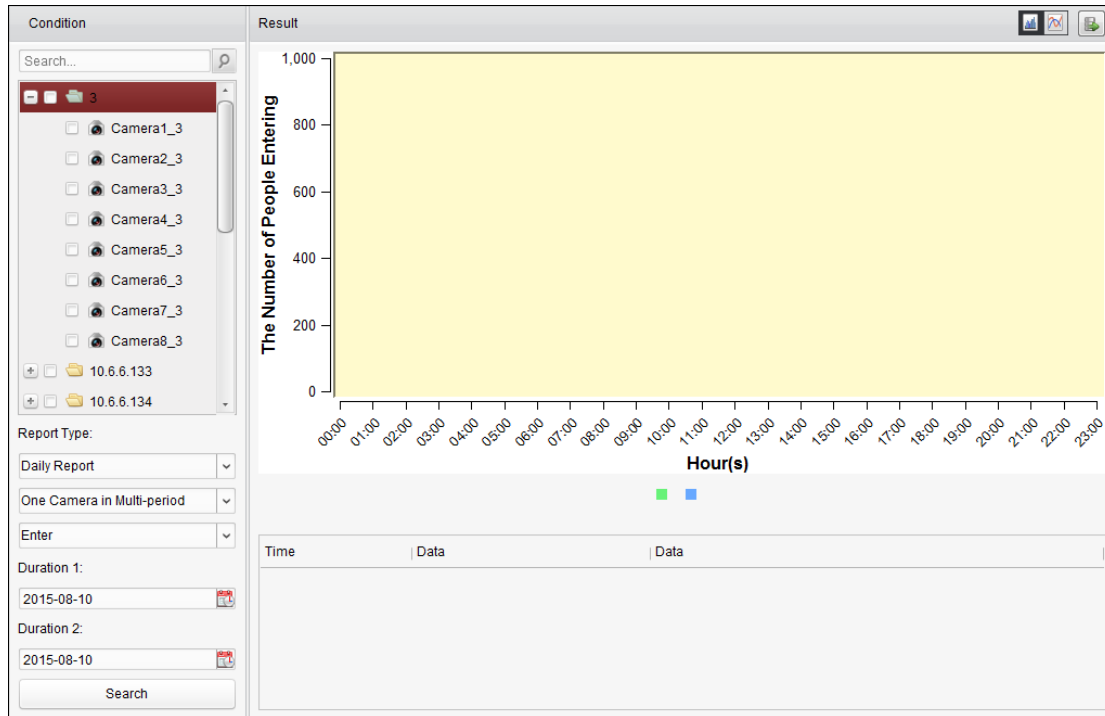 Condition
Search...
3
Camera1_3
Camera2_3
Camera3_3
Camera4_3
Camera5_3
Camera6_3
Camera7_3
Camera8_3
10.6.6.133
10.6.6.134
Report Type:
Daily Report
One Camera in Multi-period
Enter
Duration 1:
2015-08-10
Duration 2:
2015-08-10
Search
Result
The Number of People Entering
1,000
800
600
400
200
0
00:00 01:00 02:00 03:00 04:00 05:00 06:00 07:00 08:00 09:00 10:00 11:00 12:00 13:00 14:00 15:00 16:00 17:00 18:00 19:00 20:00 21:00 22:00 23:00
Hour(s)
Time Data Data